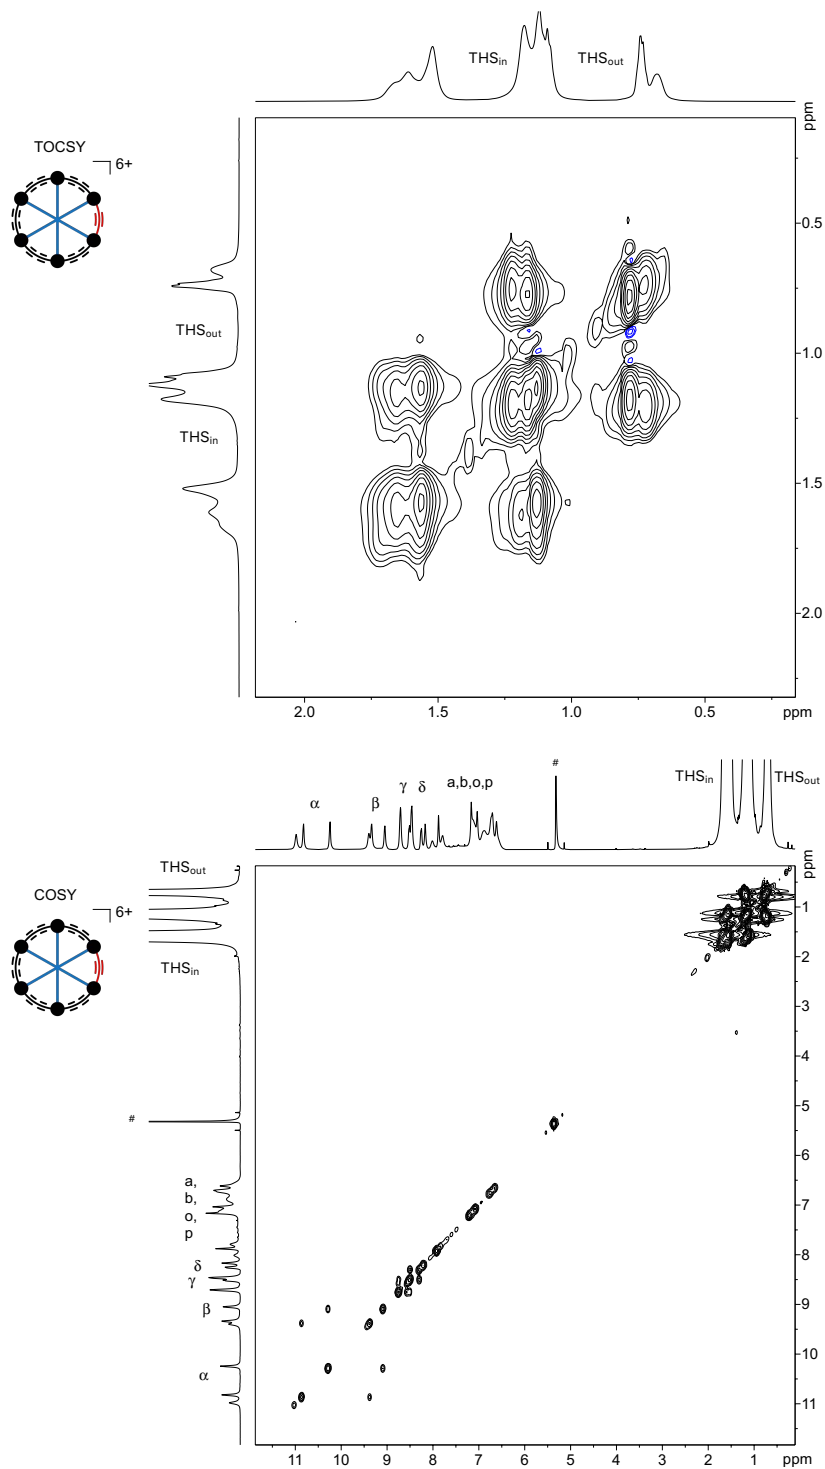 THSin
THSout
ppm
TOCSY
6+
0.5
THSout
1.0
THSin
1.5
2.0
2.0 1.5 1.0 0.5 ppm
#
THSin
THSout
α β γ δ a,b,o,p
THSout
ppm
COSY
6+
1
THSin
2
3
4
#
5
6
a,
b,
7
o,
p
8
δ
γ
9
β
10
α
11
11 10 9 8 7 6 5 4 3 2 1 ppm